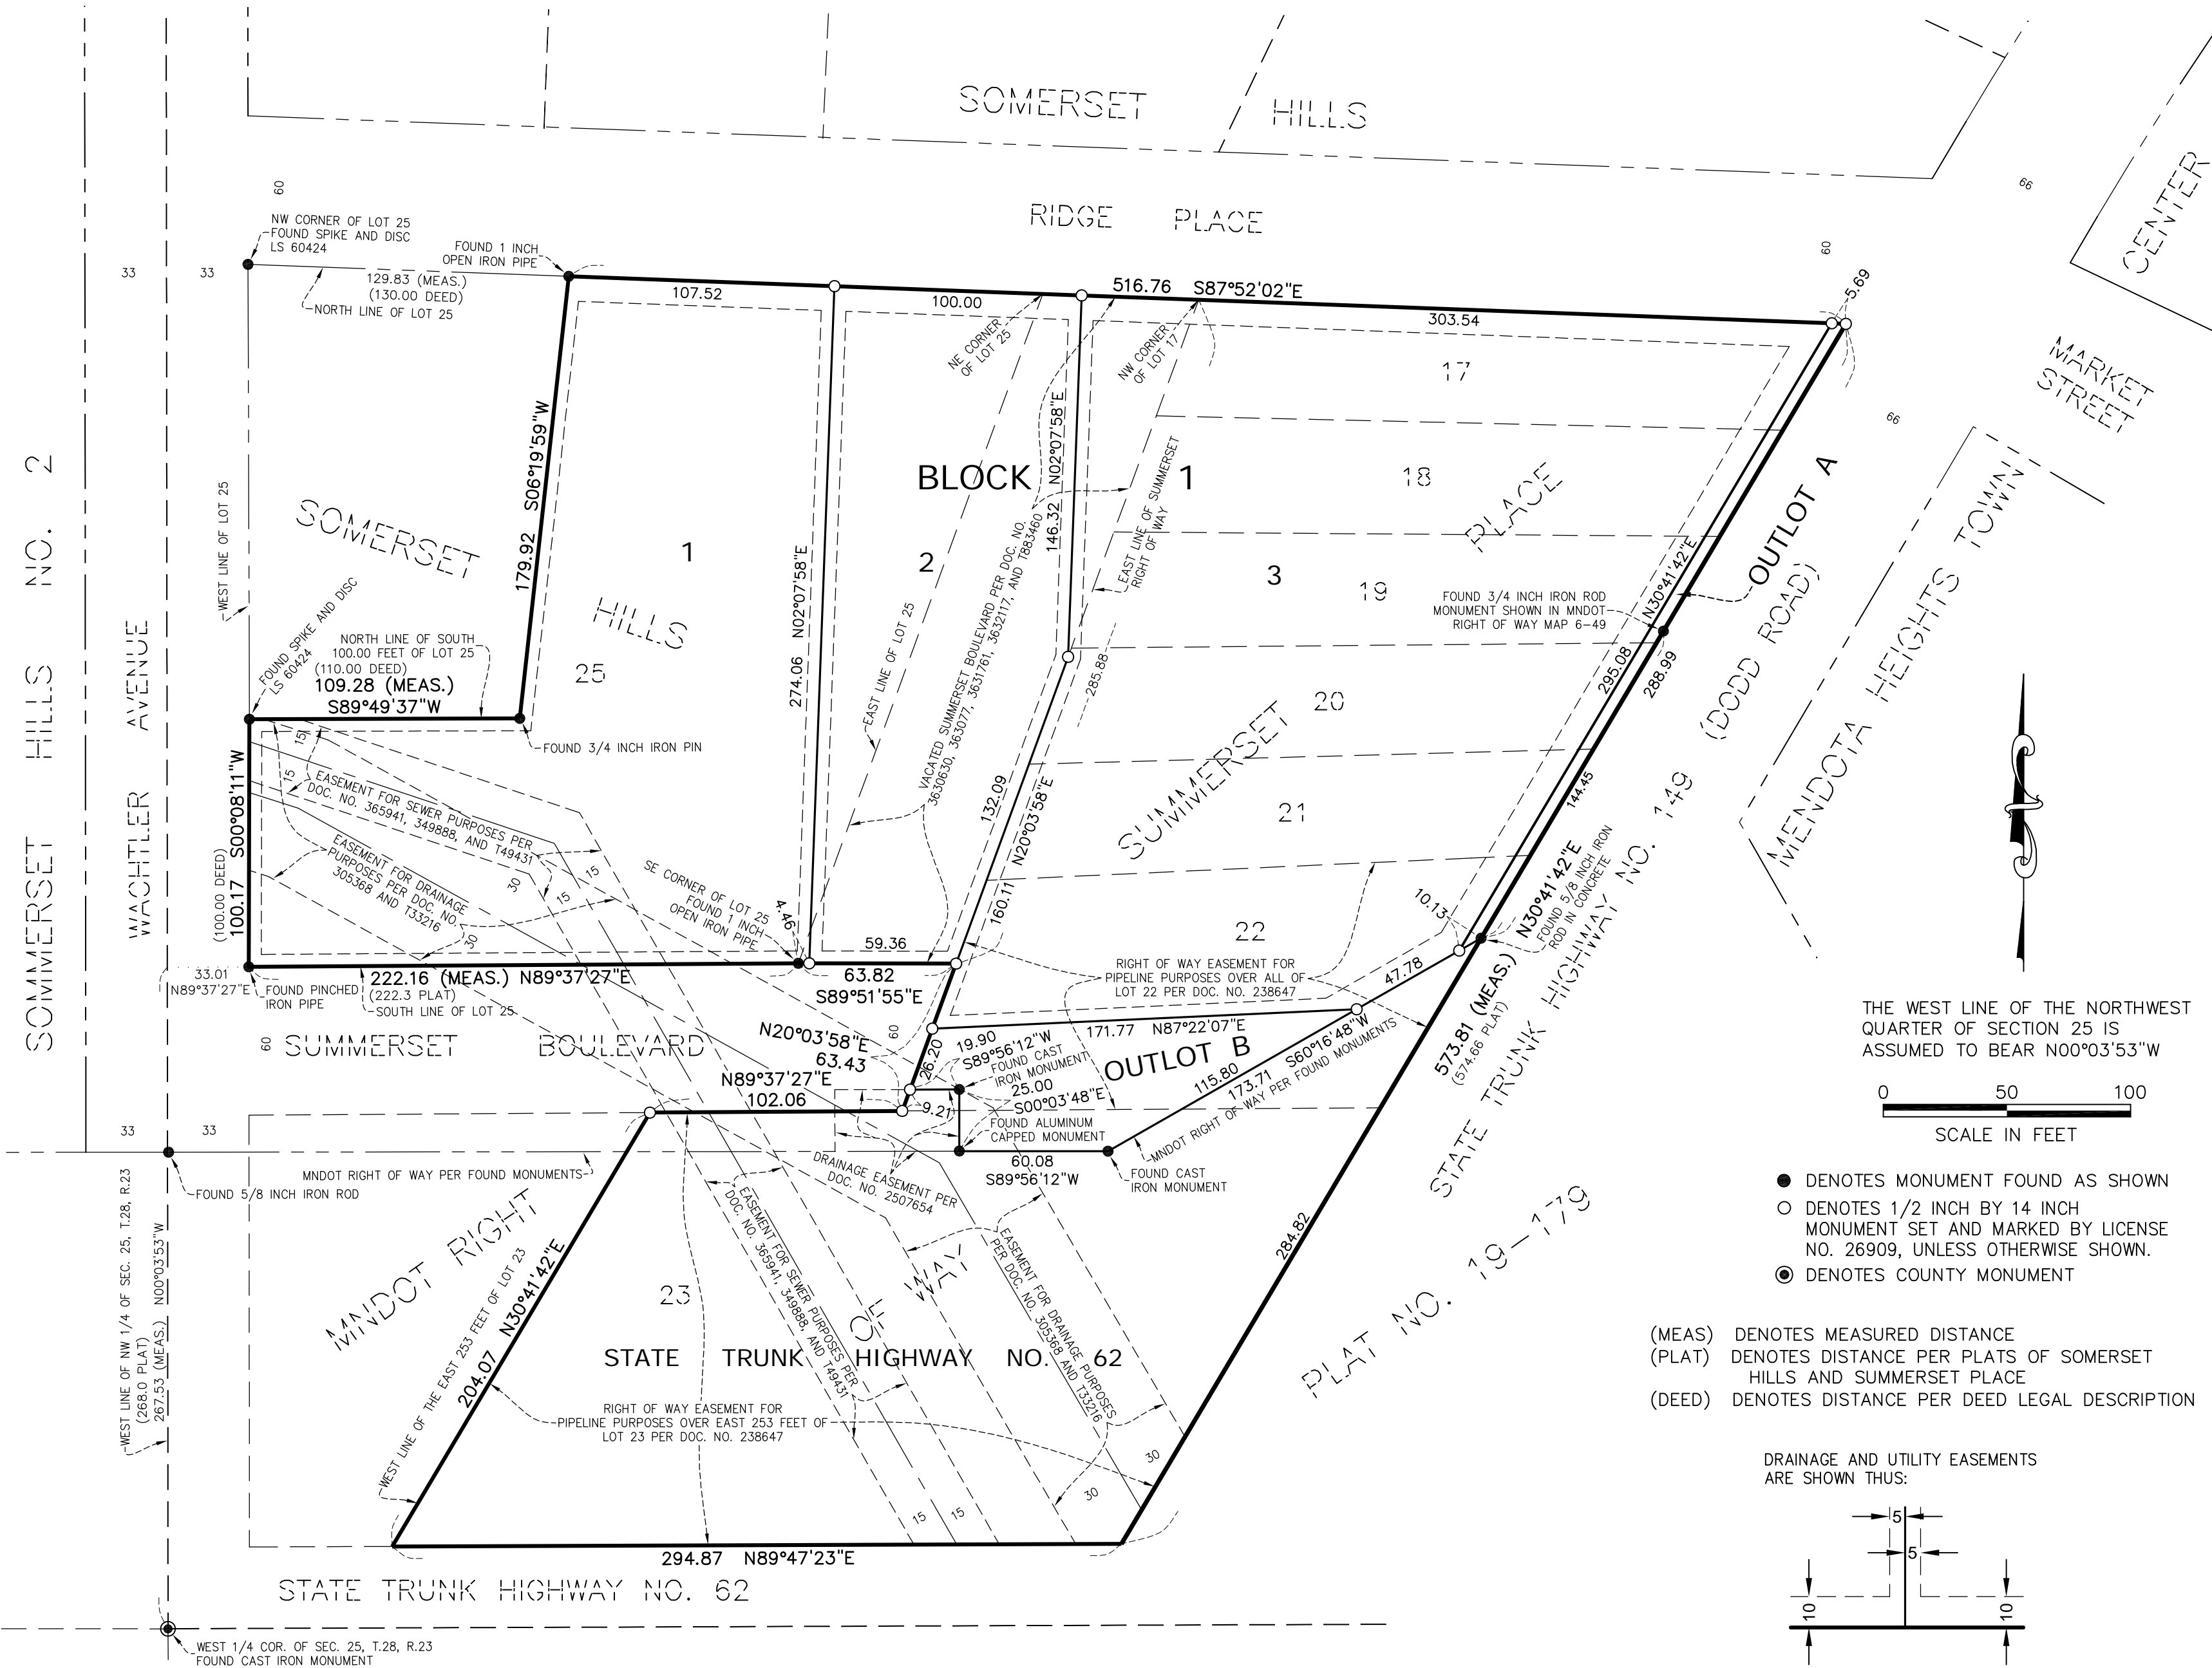 SOMERSET HILLS
CENTER
66
60
RIDGE PLACE
60
NW CORNER OF LOT 25
FOUND SPIKE AND DISC
LS 60424
FOUND 1 INCH
OPEN IRON PIPE
33
33
129.83 (MEAS.)
(130.00 DEED)
NORTH LINE OF LOT 25
107.52
100.00
516.76 S87°52'02"E
303.54
5.69
NE CORNER
OF LOT 25
NW CORNER
OF LOT 17
17
MARKET
STREET
66
SOMMERSET HILLS NO. 2
WACHTLER AVENUE
WEST LINE OF LOT 25
SOMERSET
HILLS
25
179.92 S06°19'59"W
1
274.06 N02°07'58"E
BLOCK 1
2
146.32 N02°07'58"E
EAST LINE OF LOT 25
VACATED SUMMERSET BOULEVARD PER DOC. NO.
3630630, 363077, 3631761, 3632117, AND T883460
EAST LINE OF SUMMERSET
RIGHT OF WAY
285.88
18
3
19
20
21
22
SUMMERSET
PLACE
OUTLOT A
N30°41'42"E
295.08
288.99
FOUND 3/4 INCH IRON ROD
MONUMENT SHOWN IN MNDOT
RIGHT OF WAY MAP 6-49
144.45
(DODD ROAD)
MENDOTA HEIGHTS TOWN
FOUND SPIKE AND DISC
LS 60424
NORTH LINE OF SOUTH
100.00 FEET OF LOT 25
(110.00 DEED)
109.28 (MEAS.)
S89°49'37"W
FOUND 3/4 INCH IRON PIN
(100.00 DEED)
100.17 S00°08'11"W
15
15
EASEMENT FOR SEWER PURPOSES PER
DOC. NO. 365941, 349888, AND T49431
EASEMENT FOR DRAINAGE
PURPOSES PER DOC. NO.
305368 AND T33216
30
15
15
30
SE CORNER OF LOT 25
FOUND 1 INCH
OPEN IRON PIPE
4.46
59.36
63.82
S89°51'55"E
132.09
N20°03'58"E
160.11
10.13
N30°41'42"E
FOUND 5/8 INCH IRON
ROD IN CONCRETE
33.01
N89°37'27"E
FOUND PINCHED
IRON PIPE
222.16 (MEAS.) N89°37'27"E
(222.3 PLAT)
SOUTH LINE OF LOT 25
RIGHT OF WAY EASEMENT FOR
PIPELINE PURPOSES OVER ALL OF
LOT 22 PER DOC. NO. 238647
47.78
60 SUMMERSET BOULEVARD
N20°03'58"E
63.43
60
26.20
19.90
S89°56'12"W
FOUND CAST
IRON MONUMENT
171.77 N87°22'07"E
OUTLOT B
115.80
173.71 S60°16'48"W
MNDOT RIGHT OF WAY PER FOUND MONUMENTS
573.81 (MEAS.)
(574.66 PLAT)
STATE TRUNK HIGHWAY NO. 149
N89°37'27"E
102.06
9.21
25.00
S00°03'48"E
FOUND ALUMINUM
CAPPED MONUMENT
60.08
S89°56'12"W
FOUND CAST
IRON MONUMENT
DRAINAGE EASEMENT PER
DOC. NO. 2507654
33
33
MNDOT RIGHT OF WAY PER FOUND MONUMENTS
FOUND 5/8 INCH IRON ROD
WEST LINE OF NW 1/4 OF SEC. 25, T.28, R.23
(268.0 PLAT)
267.53 (MEAS.) N00°03'53"W
MNDOT RIGHT OF WAY
WEST LINE OF THE EAST 253 FEET OF LOT 23
204.07 N30°41'42"E
23
EASEMENT FOR SEWER PURPOSES PER
DOC. NO. 365941, 349888, AND T49431
EASEMENT FOR DRAINAGE PURPOSES
PER DOC. NO. 305368 AND T33216
284.82
PLAT NO. 19-179
STATE TRUNK HIGHWAY NO. 62
RIGHT OF WAY EASEMENT FOR
PIPELINE PURPOSES OVER EAST 253 FEET OF
LOT 23 PER DOC. NO. 238647
30
30
15
15
294.87 N89°47'23"E
STATE TRUNK HIGHWAY NO. 62
WEST 1/4 COR. OF SEC. 25, T.28, R.23
FOUND CAST IRON MONUMENT
THE WEST LINE OF THE NORTHWEST
QUARTER OF SECTION 25 IS
ASSUMED TO BEAR N00°03'53"W
0 50 100
SCALE IN FEET
DENOTES MONUMENT FOUND AS SHOWN
DENOTES 1/2 INCH BY 14 INCH
MONUMENT SET AND MARKED BY LICENSE
NO. 26909, UNLESS OTHERWISE SHOWN.
DENOTES COUNTY MONUMENT
(MEAS) DENOTES MEASURED DISTANCE
(PLAT) DENOTES DISTANCE PER PLATS OF SOMERSET
HILLS AND SUMMERSET PLACE
(DEED) DENOTES DISTANCE PER DEED LEGAL DESCRIPTION
DRAINAGE AND UTILITY EASEMENTS
ARE SHOWN THUS:
5
5
10
10